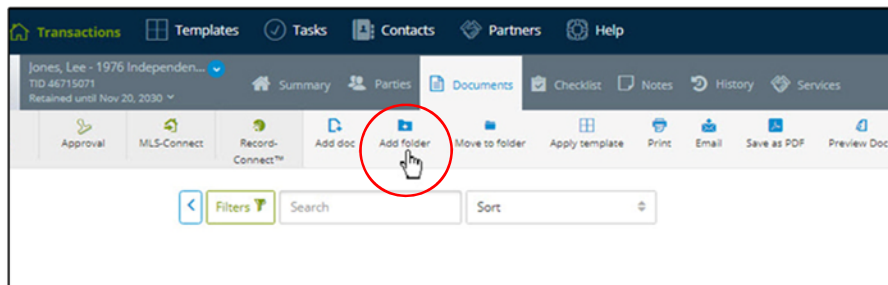 Transactions Templates Tasks Contacts Partners Help
Jones, Lee - 1976 Independen...
TID 46715071
Retained until Nov 20, 2030
Summary Parties Documents Checklist Notes History Services
Approval MLS-Connect Record-Connect™ Add doc Add folder Move to folder Apply template Print Email Save as PDF Preview Doc
Filters Search Sort